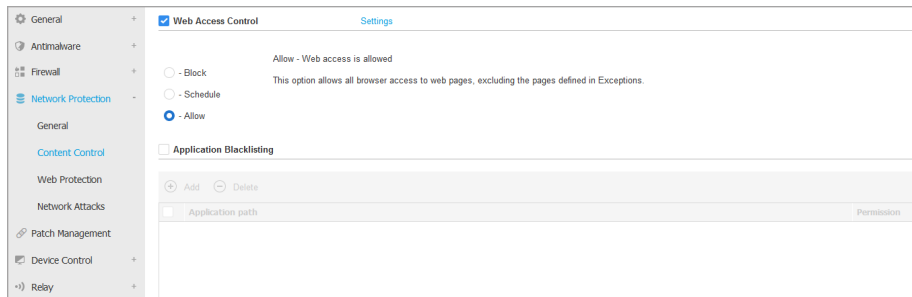 General +
Antimalware +
Firewall +
Network Protection -
General
Content Control
Web Protection
Network Attacks
Patch Management
Device Control +
Relay +
Web Access Control Settings
Allow - Web access is allowed
- Block
This option allows all browser access to web pages, excluding the pages defined in Exceptions.
- Schedule
- Allow
Application Blacklisting
Add Delete
Application path Permission